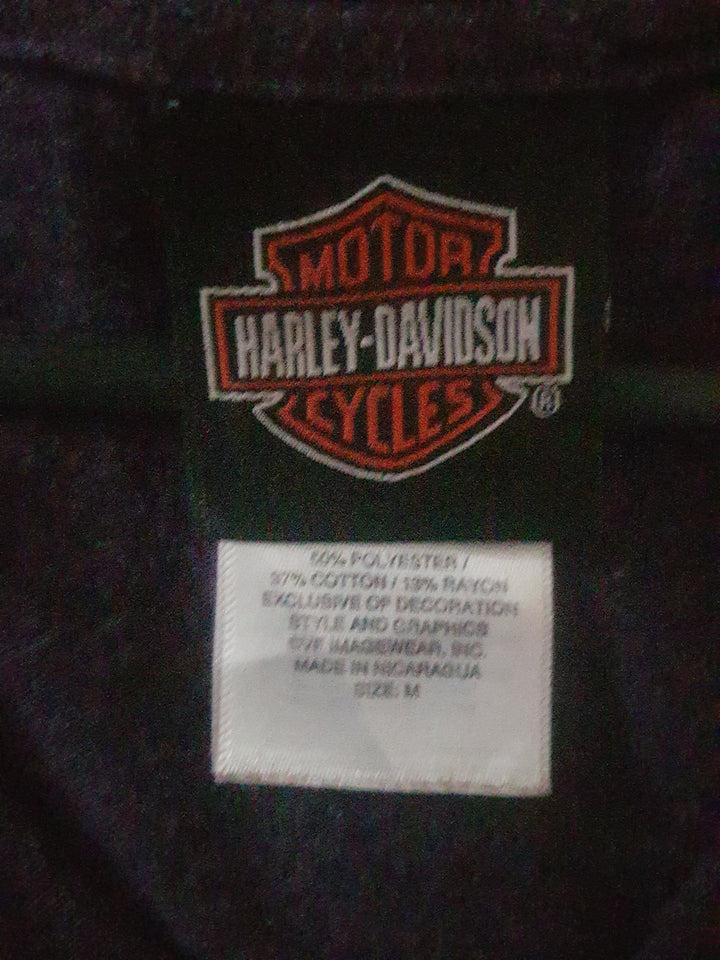 MOTOR
HARLEY-DAVIDSON
CYCLES
®
50% POLYESTER /
37% COTTON / 13% RAYON
EXCLUSIVE OF DECORATION
STYLE AND GRAPHICS
©VF IMAGEWEAR, INC.
MADE IN NICARAGUA
SIZE: M